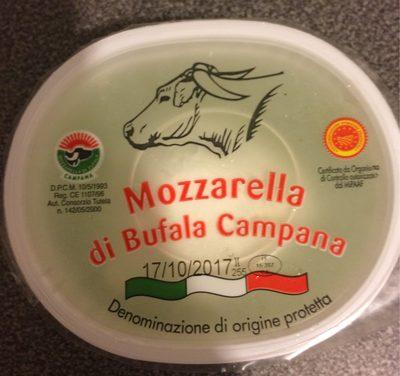 CAMPANA
D.P.C.M. 10/5/1993
Reg. CE 1107/96
Aut. Consorzio Tutela
n. 142/05/2000
Certificato da Organismo
di Controllo autorizzato
dal MiPAAF
Mozzarella
di Bufala Campana
17/10/2017
255
Denominazione di origine protetta